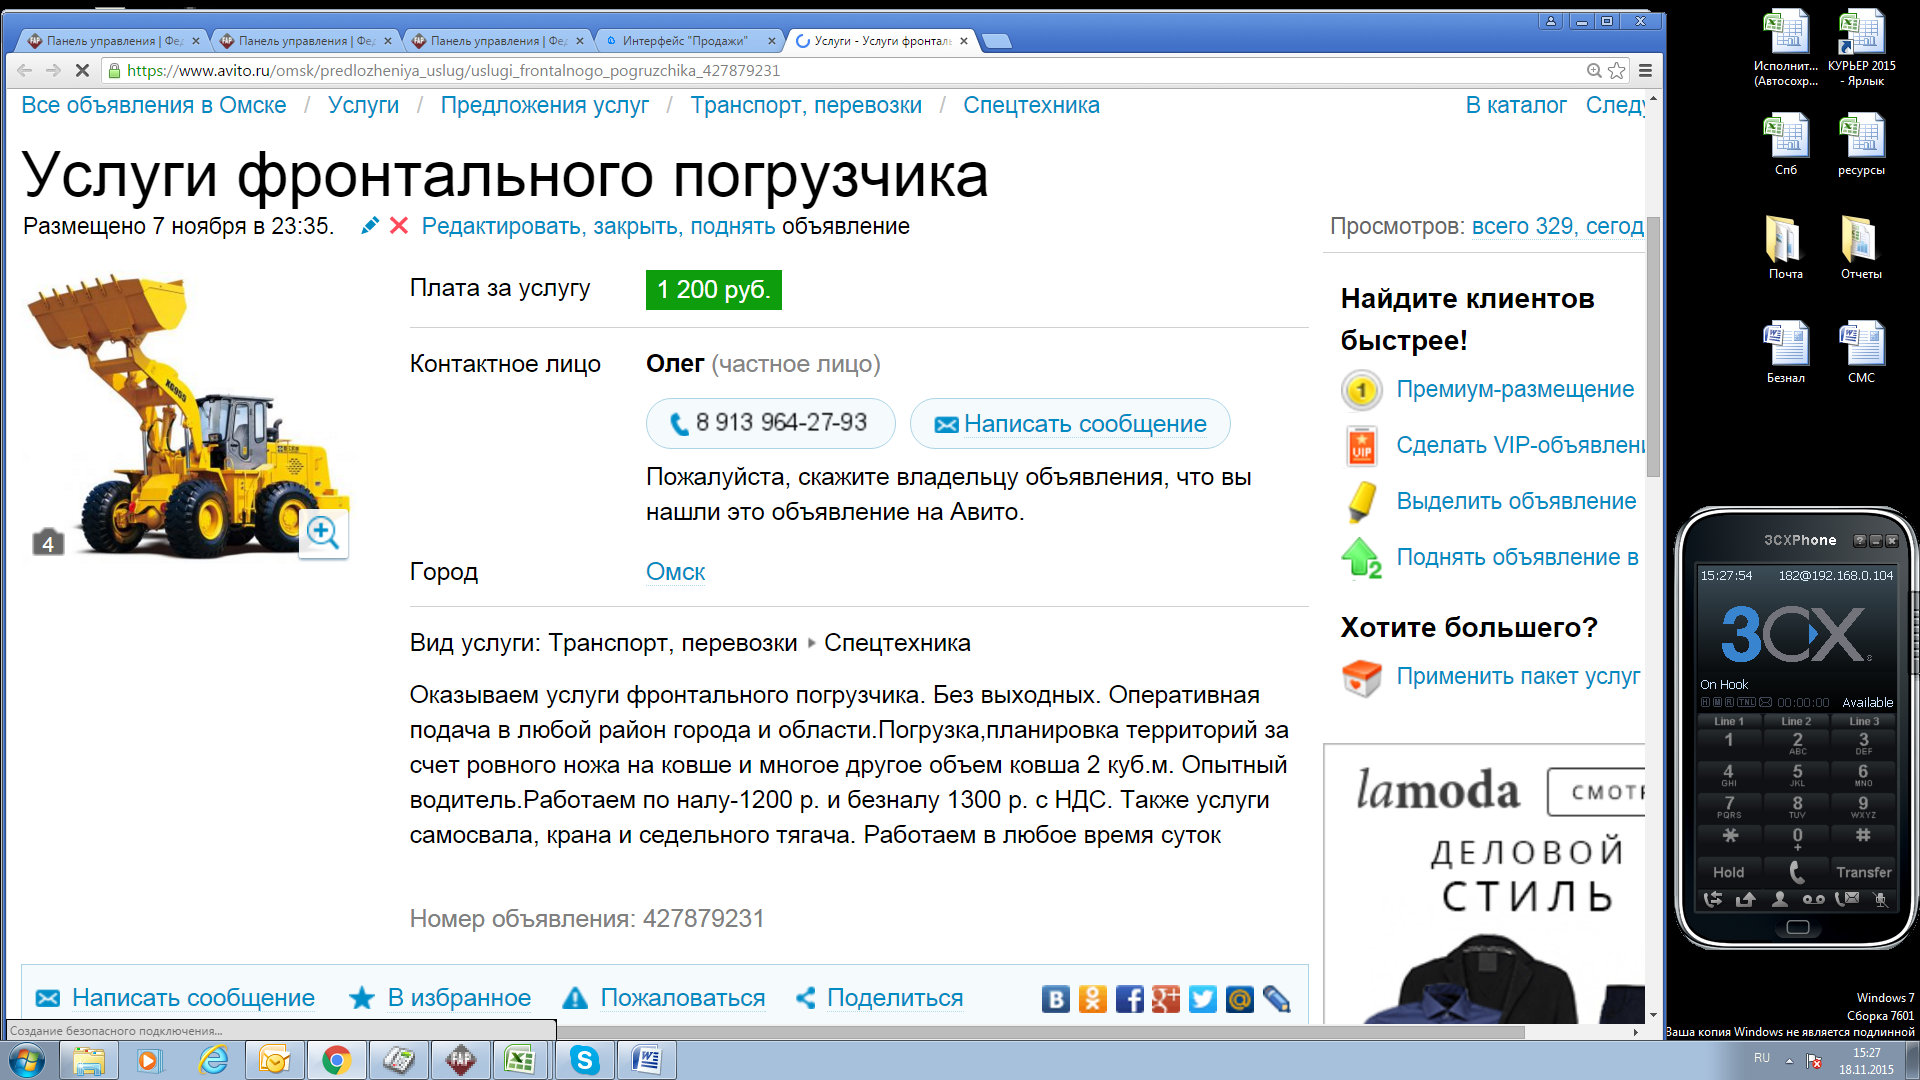 Панель управления | Фед
Панель управления | Фед
Панель управления | Фед
Интерфейс "Продажи"
Услуги - Услуги фронталь
https://www.avito.ru/omsk/predlozheniya_uslug/uslugi_frontalnogo_pogruzchika_427879231
Все объявления в Омске / Услуги / Предложения услуг / Транспорт, перевозки / Спецтехника
В каталог Следу
Услуги фронтального погрузчика
Размещено 7 ноября в 23:35.
Редактировать, закрыть, поднять объявление
Просмотров: всего 329, сегод
4
Плата за услугу
1 200 руб.
Контактное лицо
Олег (частное лицо)
8 913 964-27-93
Написать сообщение
Пожалуйста, скажите владельцу объявления, что вы
нашли это объявление на Авито.
Город
Омск
Вид услуги: Транспорт, перевозки ▸ Спецтехника
Оказываем услуги фронтального погрузчика. Без выходных. Оперативная
подача в любой район города и области.Погрузка,планировка территорий за
счет ровного ножа на ковше и многое другое объем ковша 2 куб.м. Опытный
водитель.Работаем по налу-1200 р. и безналу 1300 р. с НДС. Также услуги
самосвала, крана и седельного тягача. Работаем в любое время суток
Номер объявления: 427879231
Написать сообщение
В избранное
Пожаловаться
Поделиться
Создание безопасного подключения...
Найдите клиентов
быстрее!
1
Премиум-размещение
VIP
Сделать VIP-объявлени
Выделить объявление
2
Поднять объявление в
Хотите большего?
Применить пакет услуг
lamoda
СМОТР
ДЕЛОВОЙ
СТИЛЬ
Исполнит...
(Автосохр...
КУРЬЕР 2015
- Ярлык
Спб
ресурсы
Почта
Отчеты
Безнал
СМС
3CXPhone
15:27:54
182@192.168.0.104
3CX
On Hook
00:00:00
Available
Line 1
Line 2
Line 3
1
2
ABC
3
DEF
4
GHI
5
JKL
6
MNO
7
PQRS
8
TUV
9
WXYZ
*
0
+
#
Hold
Transfer
Windows 7
Сборка 7601
Ваша копия Windows не является подлинной
FAP
RU
15:27
18.11.2015